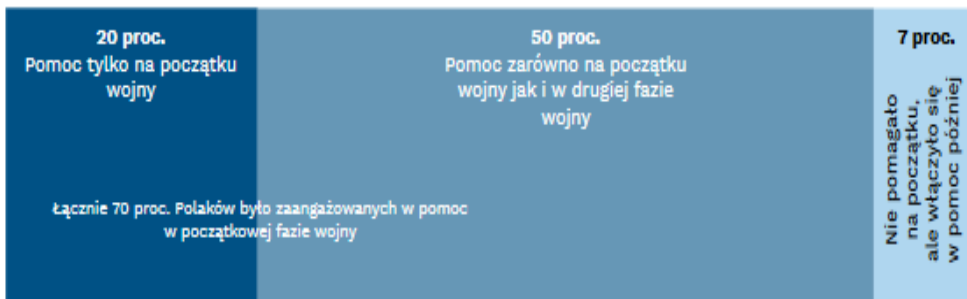 20 proc.
Pomoc tylko na początku
wojny
50 proc.
Pomoc zarówno na początku
wojny jak i w drugiej fazie
wojny
7 proc.
Nie pomagało
na początku,
ale włączyło się
w pomoc później
Łącznie 70 proc. Polaków było zaangażowanych w pomoc
w początkowej fazie wojny